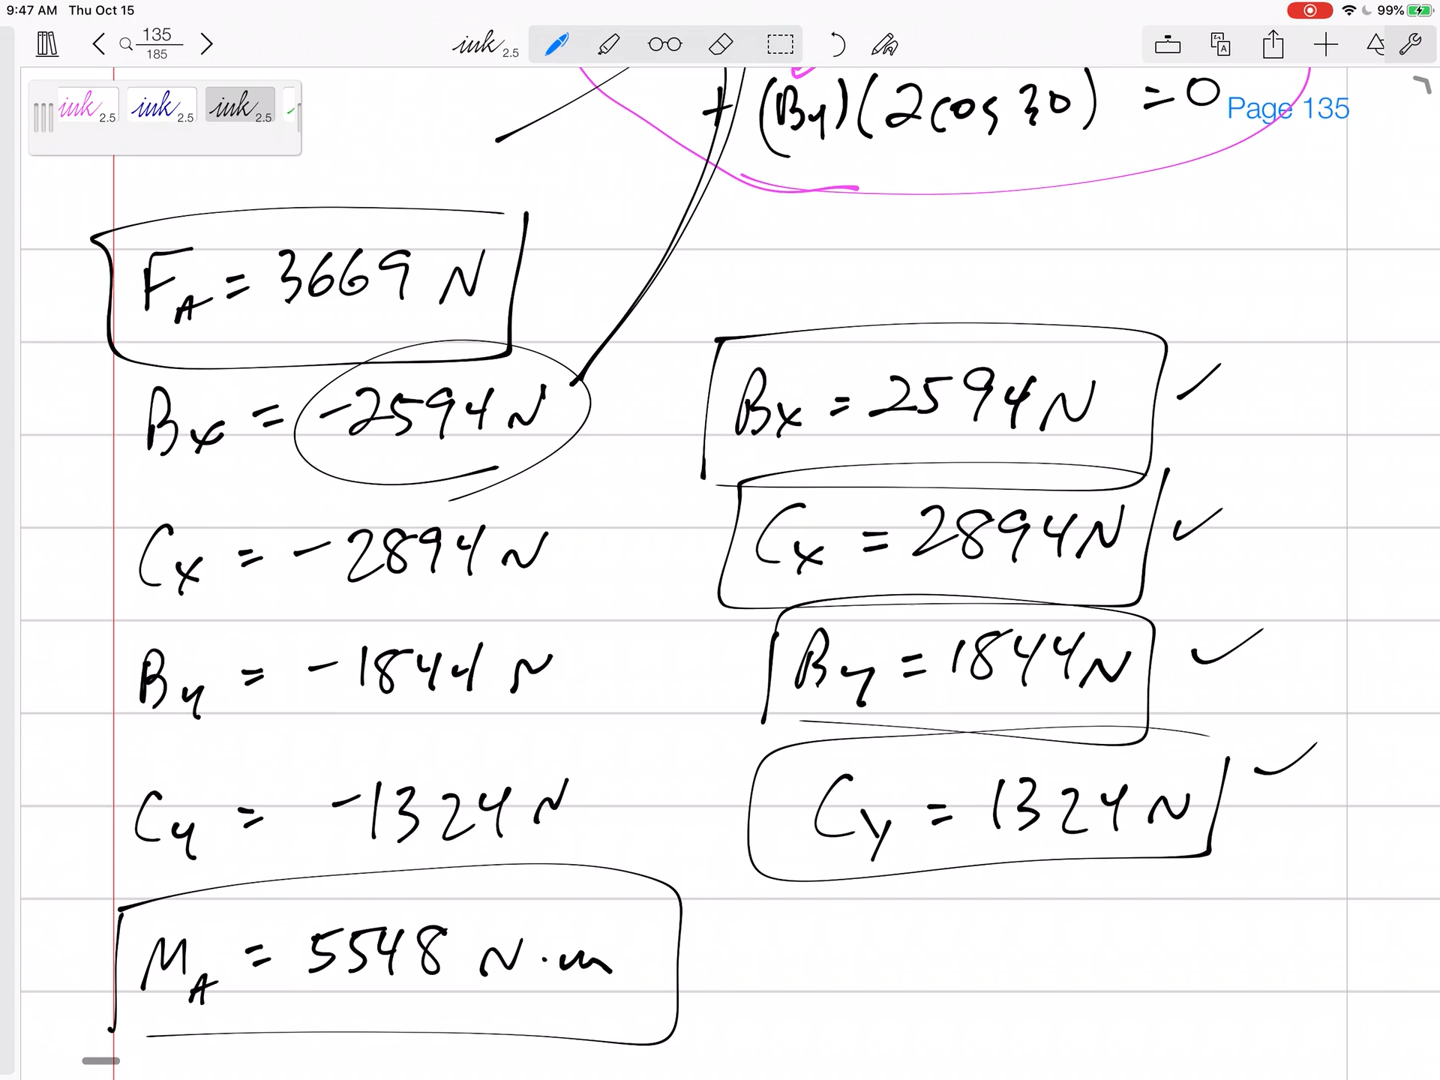 9:47 AM Thu Oct 15
99%
135
185
ink 2.5
ink 2.5
ink 2.5
ink 2.5
+ (By)(2cos 30) = 0
Page 135
FA = 3669 N
Bx = -2594 N
Bx = 2594 N
Cx = -2894 N
Cx = 2894 N
By = -1844 N
By = 1844 N
Cy = -1324 N
Cy = 1324 N
MA = 5548 N·m